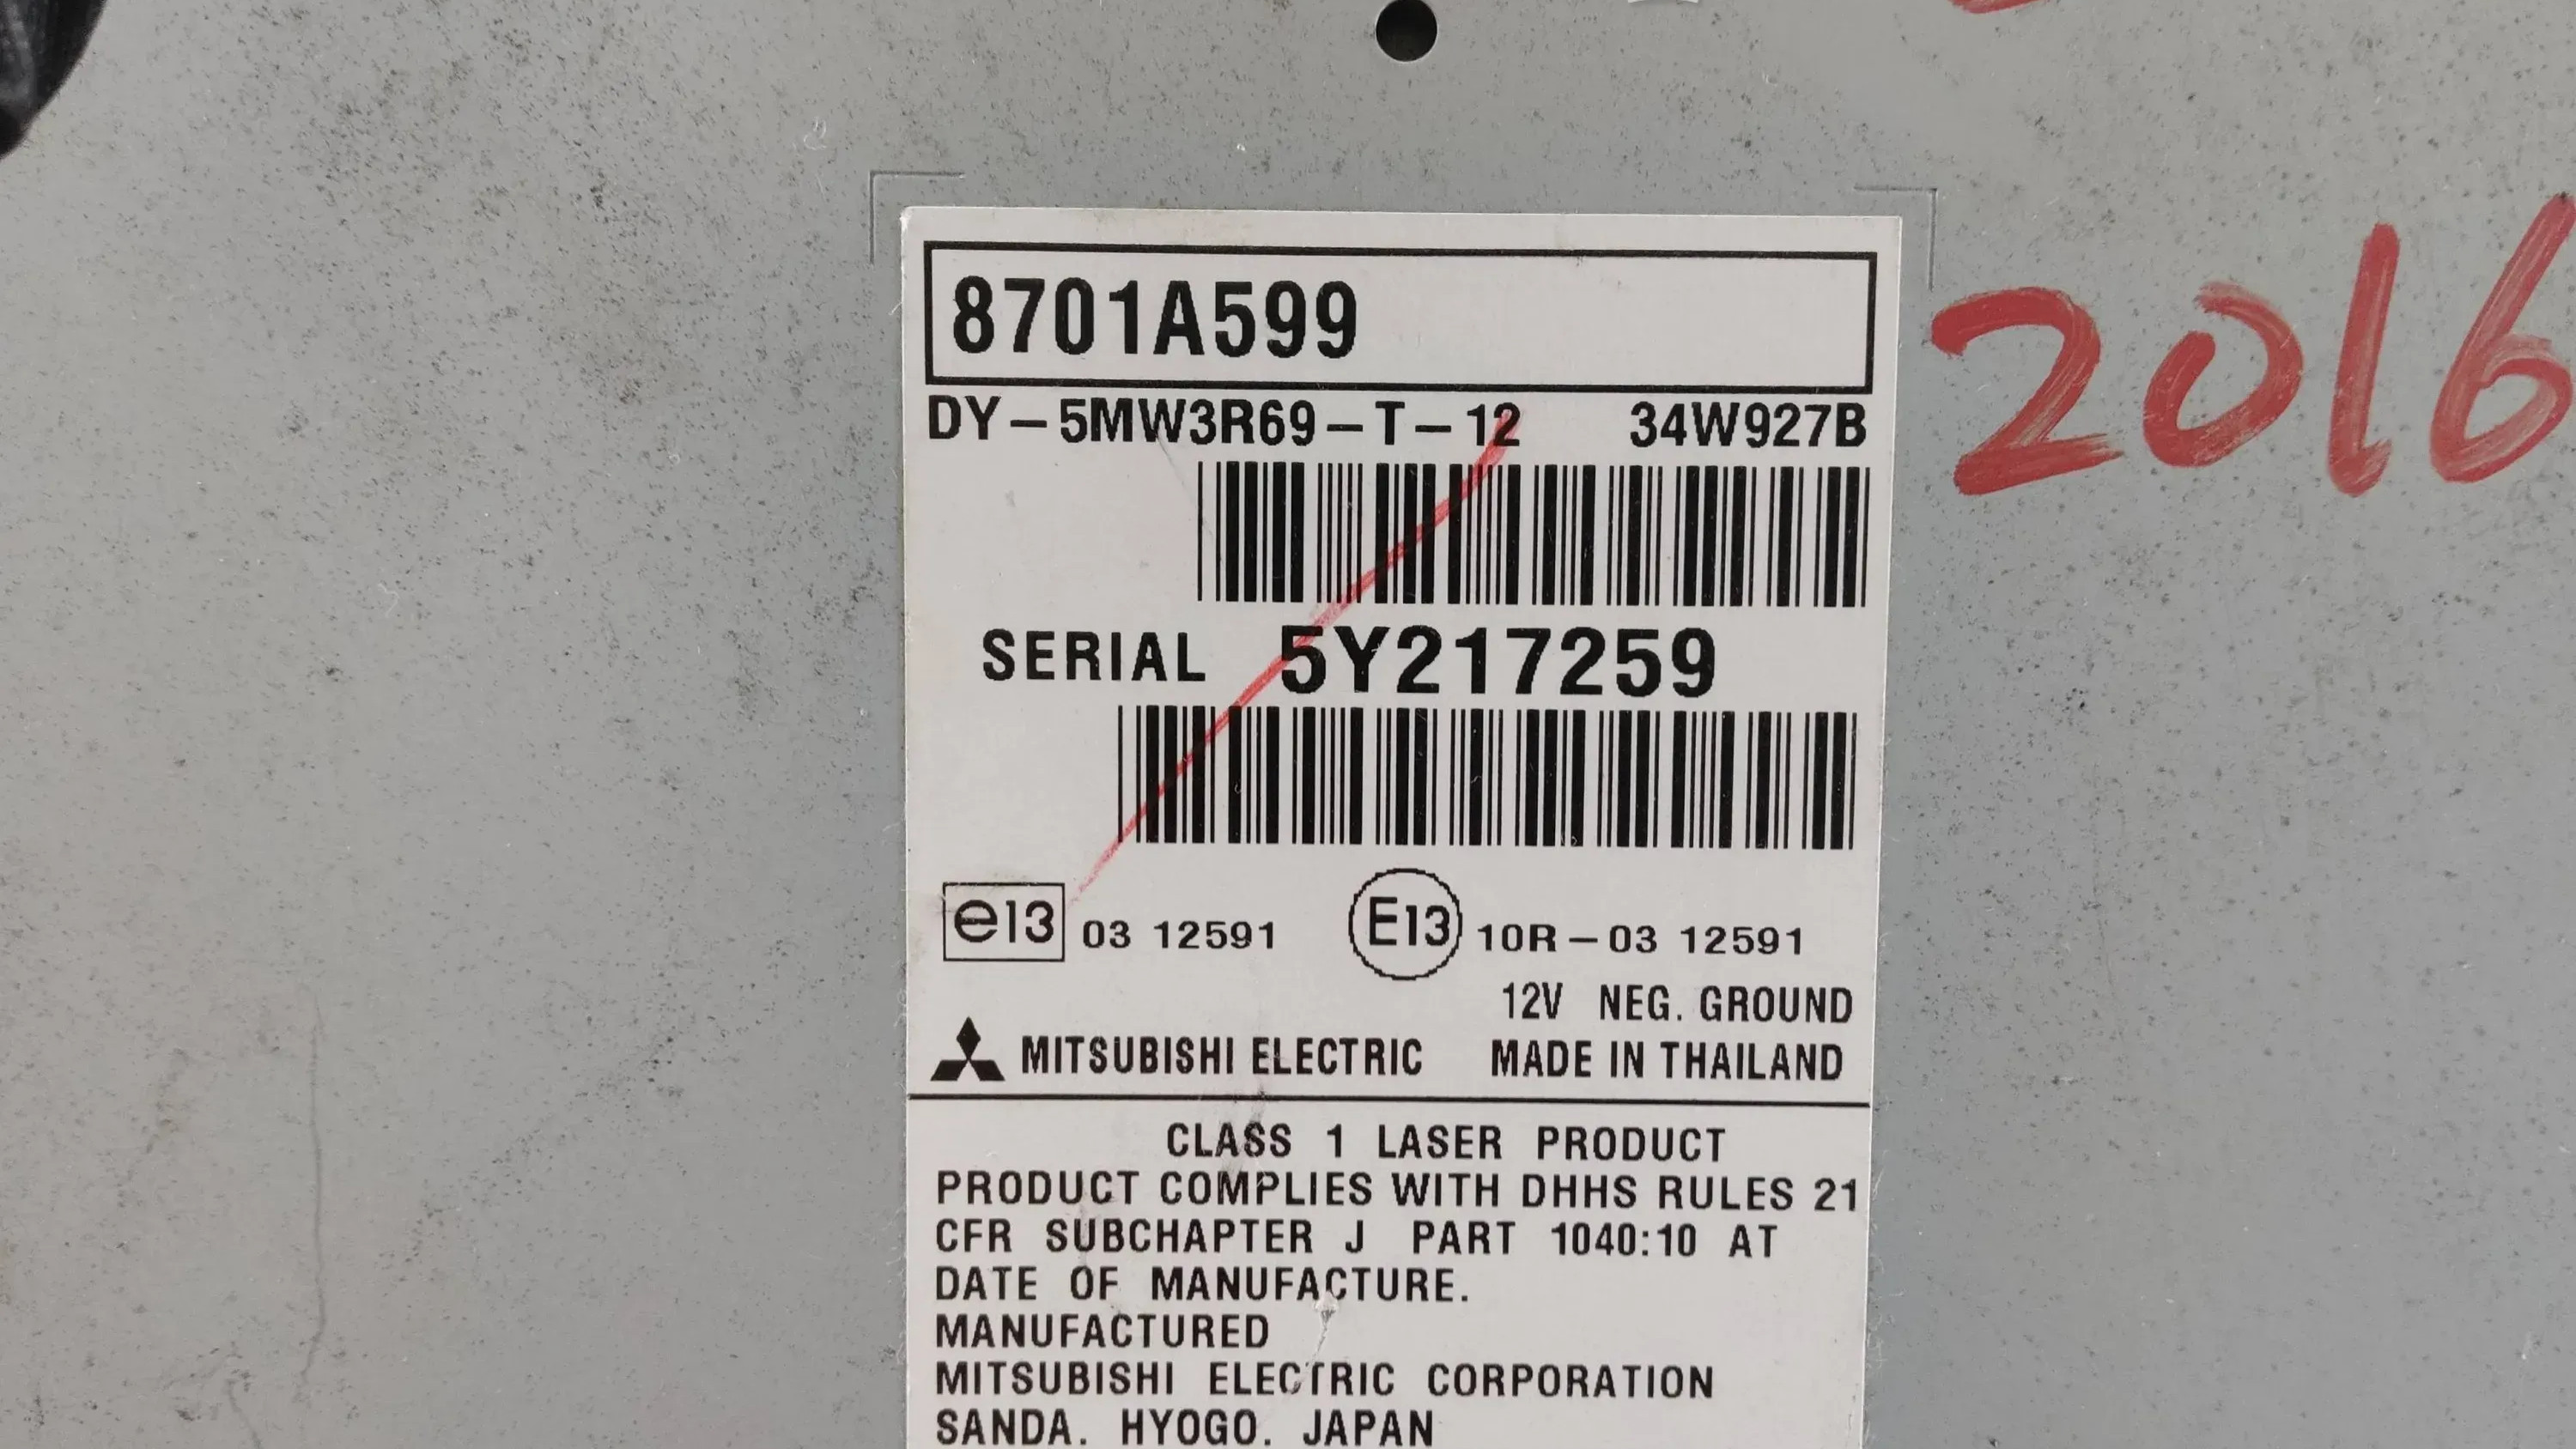 8701A599
2016
DY-5MW3R69-T-12 34W927B
SERIAL 5Y217259
e13 03 12591 E13 10R-03 12591
12V NEG. GROUND
MITSUBISHI ELECTRIC MADE IN THAILAND
CLASS 1 LASER PRODUCT
PRODUCT COMPLIES WITH DHHS RULES 21
CFR SUBCHAPTER J PART 1040:10 AT
DATE OF MANUFACTURE.
MANUFACTURED
MITSUBISHI ELECTRIC CORPORATION
SANDA. HYOGO. JAPAN